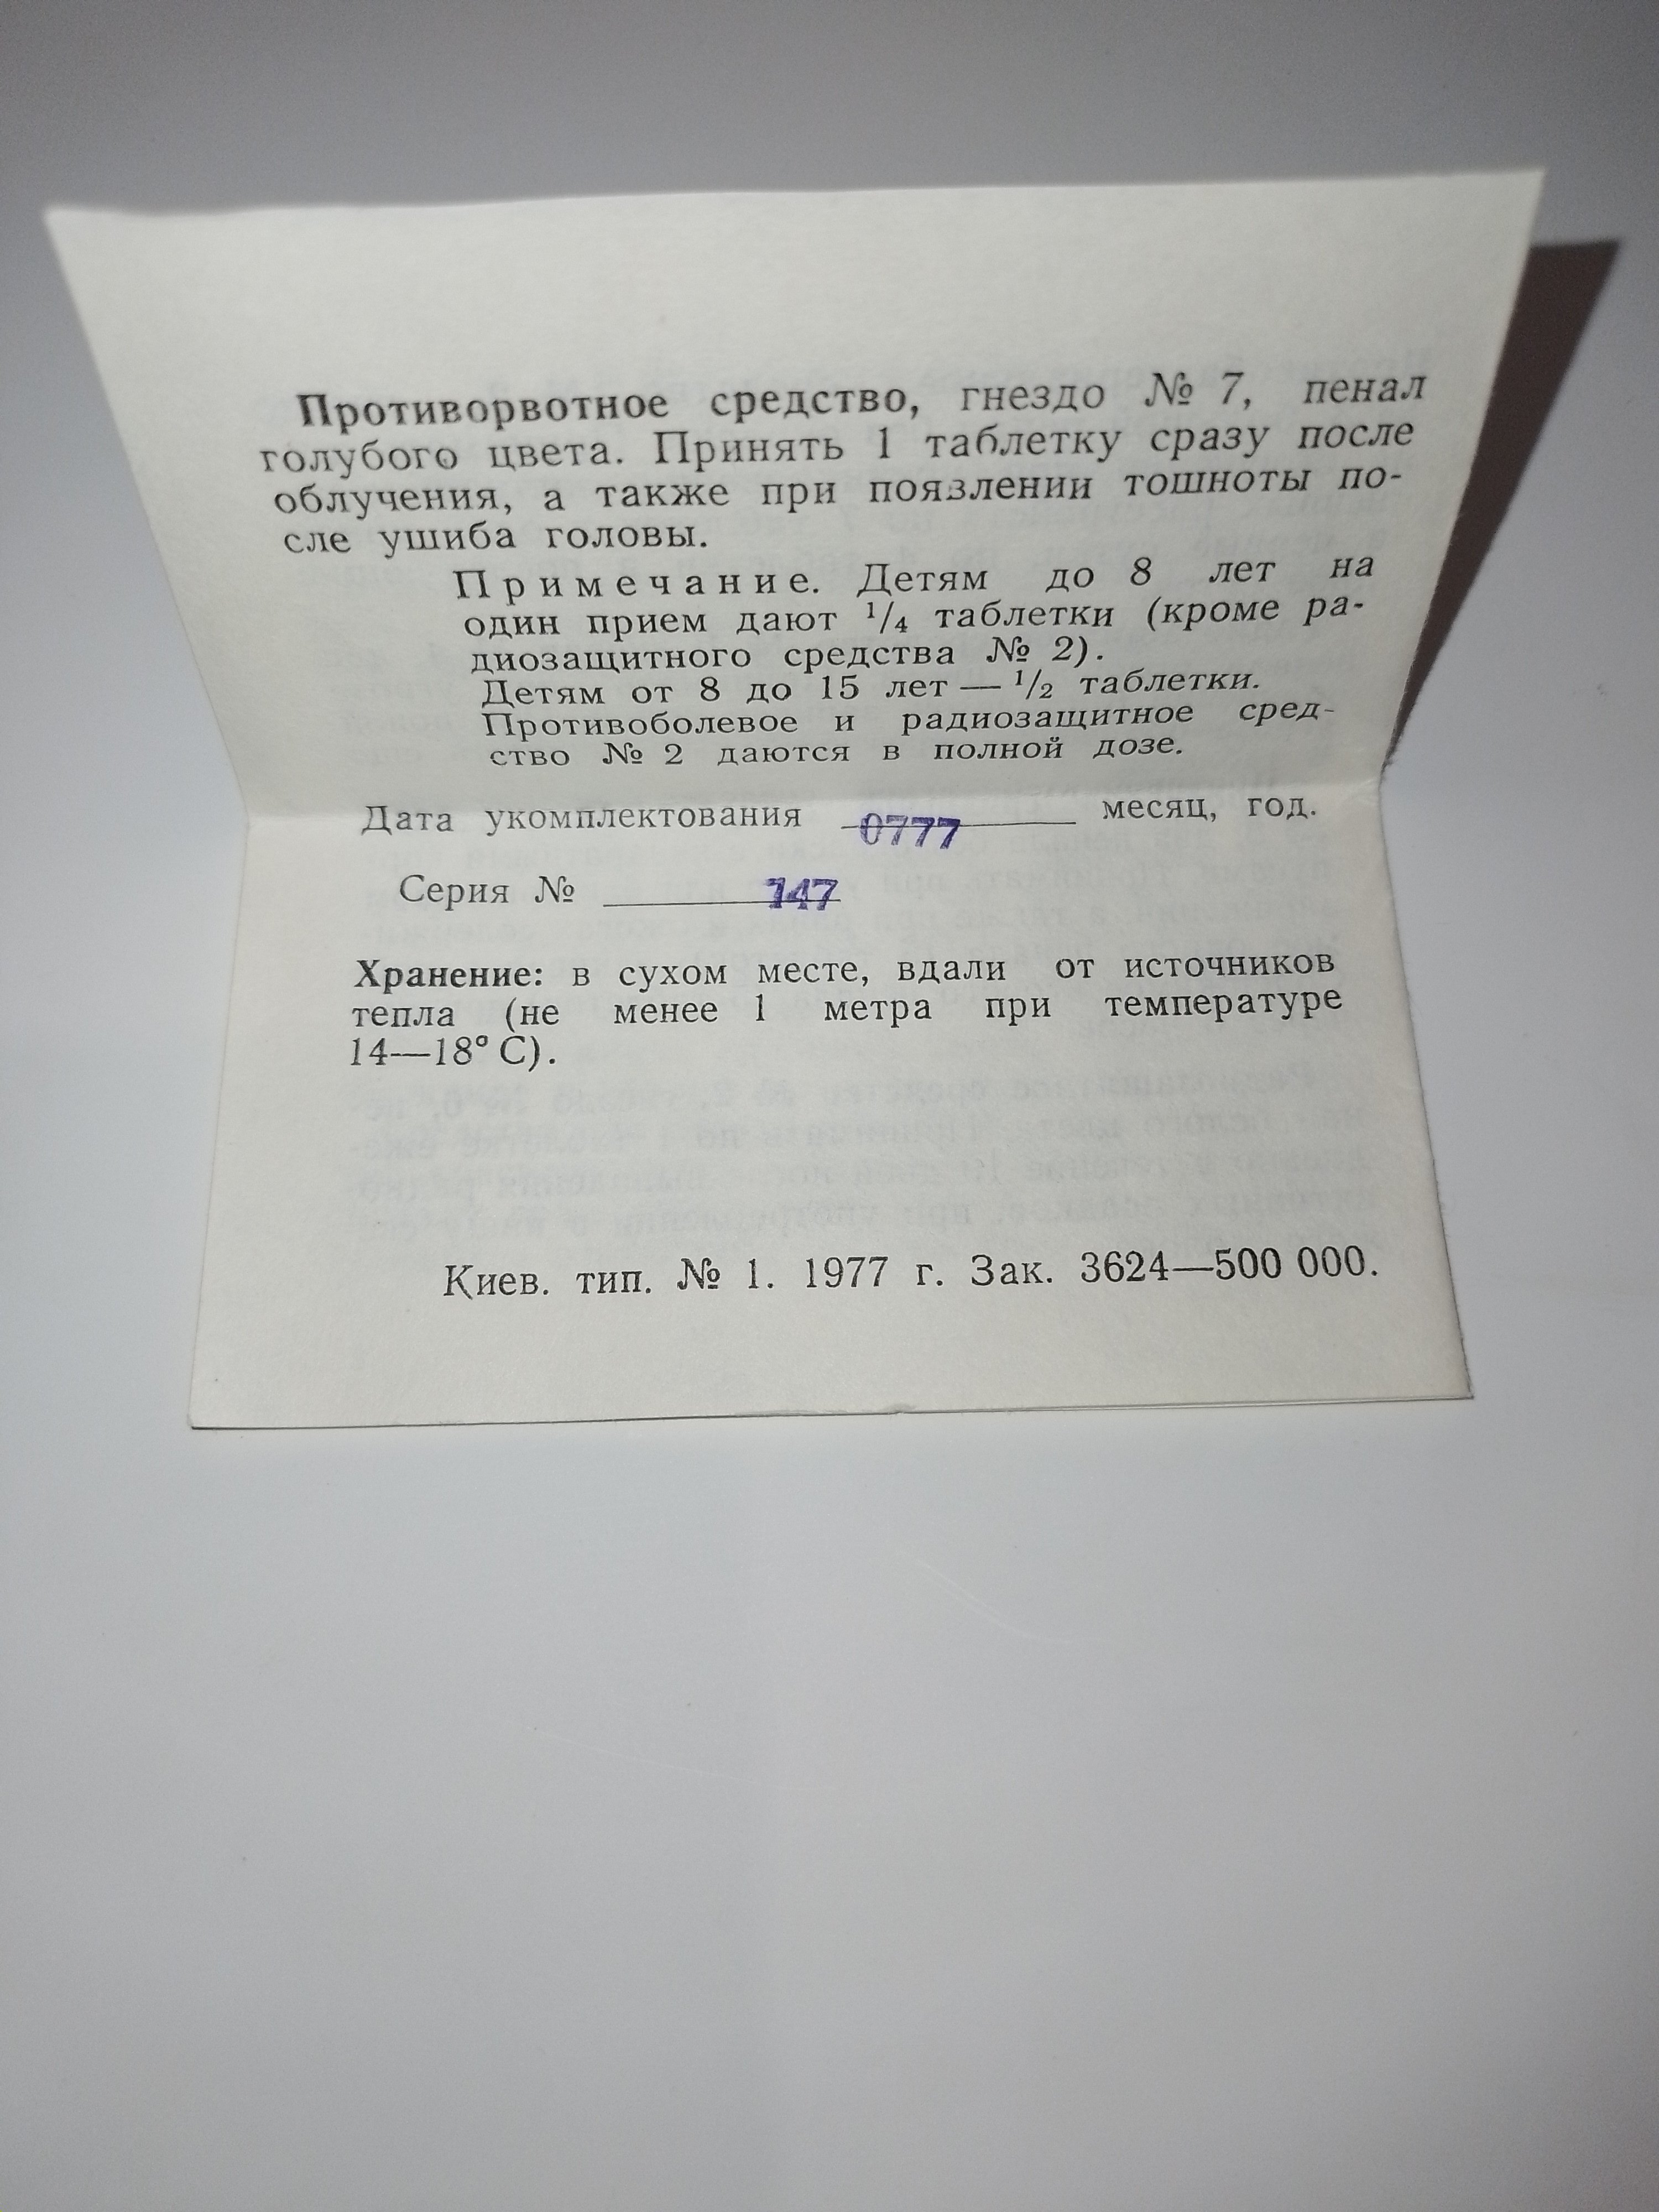 Противорвотное средство, гнездо № 7, пенал
голубого цвета. Принять 1 таблетку сразу после
облучения, а также при появлении тошноты по-
сле ушиба головы.
Примечание. Детям до 8 лет на
один прием дают 1/4 таблетки (кроме ра-
диозащитного средства № 2).
Детям от 8 до 15 лет — 1/2 таблетки.
Противоболевое и радиозащитное сред-
ство № 2 даются в полной дозе.
Дата укомплектования 0777 месяц, год.
Серия № 147
Хранение: в сухом месте, вдали от источников
тепла (не менее 1 метра при температуре
14—18° С).
Киев. тип. № 1. 1977 г. Зак. 3624—500 000.